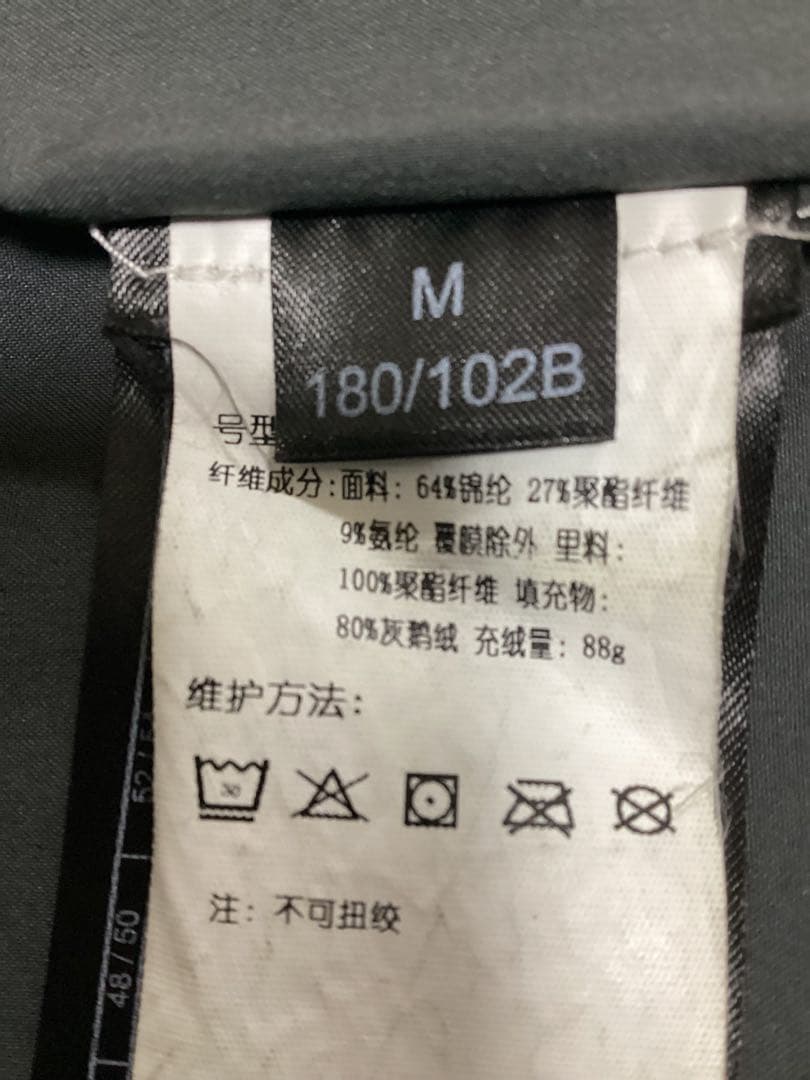 M
180/102B
号型
纤维成分:面料: 64%锦纶 27%聚酯纤维
9%氨纶 覆膜除外 里料:
100%聚酯纤维 填充物:
80%灰鹅绒 充绒量: 88g
维护方法:
30
注: 不可扭绞
48/50